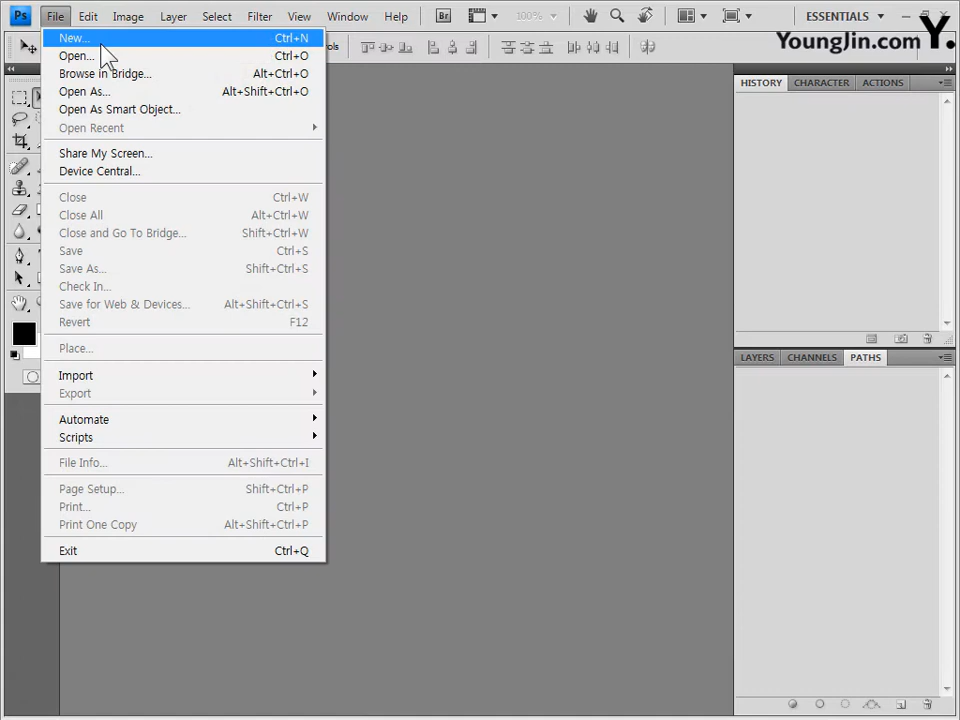 Ps File Edit Image Layer Select Filter View Window Help Br 100% ESSENTIALS
YoungJin.com Y.
New... Ctrl+N
Open... Ctrl+O
Browse in Bridge... Alt+Ctrl+O
Open As... Alt+Shift+Ctrl+O
Open As Smart Object...
Open Recent
Share My Screen...
Device Central...
Close Ctrl+W
Close All Alt+Ctrl+W
Close and Go To Bridge... Shift+Ctrl+W
Save Ctrl+S
Save As... Shift+Ctrl+S
Check In...
Save for Web & Devices... Alt+Shift+Ctrl+S
Revert F12
Place...
Import
Export
Automate
Scripts
File Info... Alt+Shift+Ctrl+I
Page Setup... Shift+Ctrl+P
Print... Ctrl+P
Print One Copy Alt+Shift+Ctrl+P
Exit Ctrl+Q
HISTORY CHARACTER ACTIONS
LAYERS CHANNELS PATHS